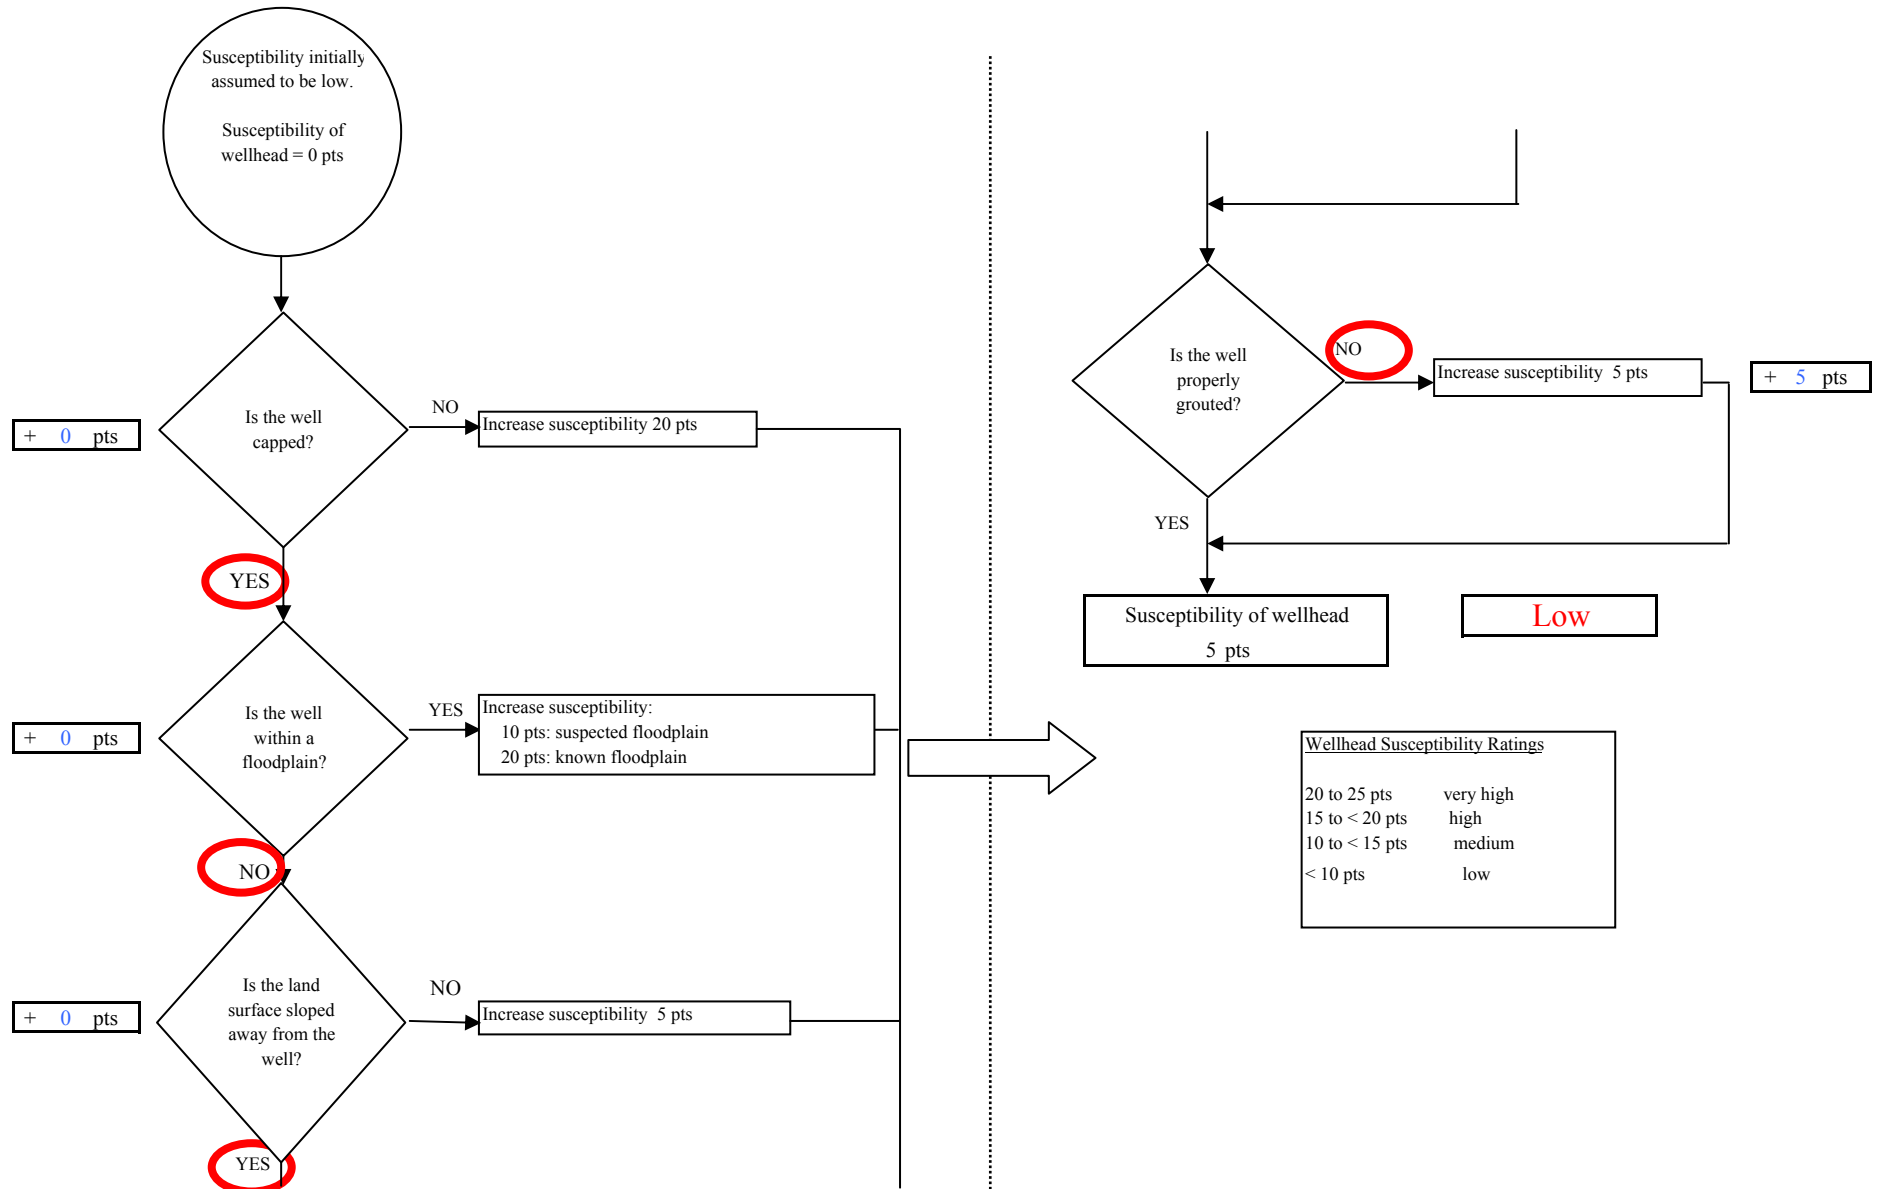 Susceptibility initially
assumed to be low.
Susceptibility of
wellhead = 0 pts
Is the well
capped?
+ 0 pts
NO
Increase susceptibility 20 pts
YES
Is the well
within a
floodplain?
+ 0 pts
YES
Increase susceptibility:
10 pts: suspected floodplain
20 pts: known floodplain
NO
Is the land
surface sloped
away from the
well?
+ 0 pts
NO
Increase susceptibility 5 pts
YES
Is the well
properly
grouted?
NO
Increase susceptibility 5 pts
+ 5 pts
YES
Susceptibility of wellhead
5 pts
Low
Wellhead Susceptibility Ratings
20 to 25 pts very high
15 to < 20 pts high
10 to < 15 pts medium
< 10 pts low